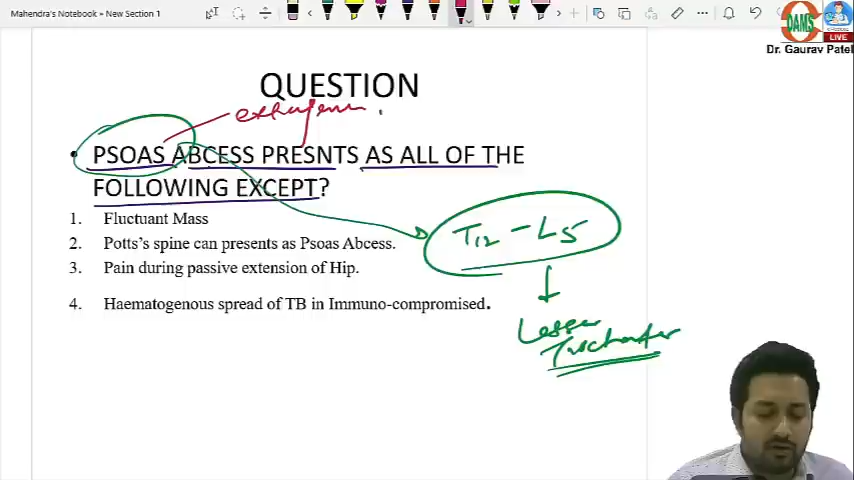 Mahendra's Notebook » New Section 1
DAMS
LIVE
Dr. Gaurav Patel
QUESTION
• PSOAS ABCESS PRESNTS AS ALL OF THE
FOLLOWING EXCEPT?
1. Fluctuant Mass
2. Potts's spine can presents as Psoas Abcess.
3. Pain during passive extension of Hip.
4. Haematogenous spread of TB in Immuno-compromised.
T12 - L5
Lesser
Trochanter